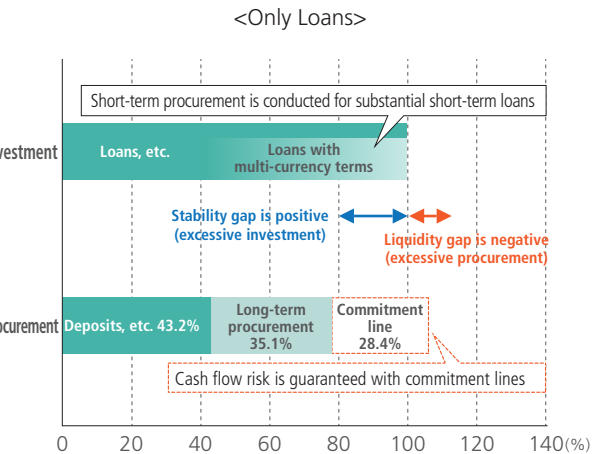 <Only Loans>
Short-term procurement is conducted for substantial short-term loans
vestment
Loans, etc.
Loans with
multi-currency terms
Stability gap is positive
(excessive investment)
Liquidity gap is negative
(excessive procurement)
ocurement
Deposits, etc. 43.2%
Long-term
procurement
35.1%
Commitment
line
28.4%
Cash flow risk is guaranteed with commitment lines
0 20 40 60 80 100 120 140(%)